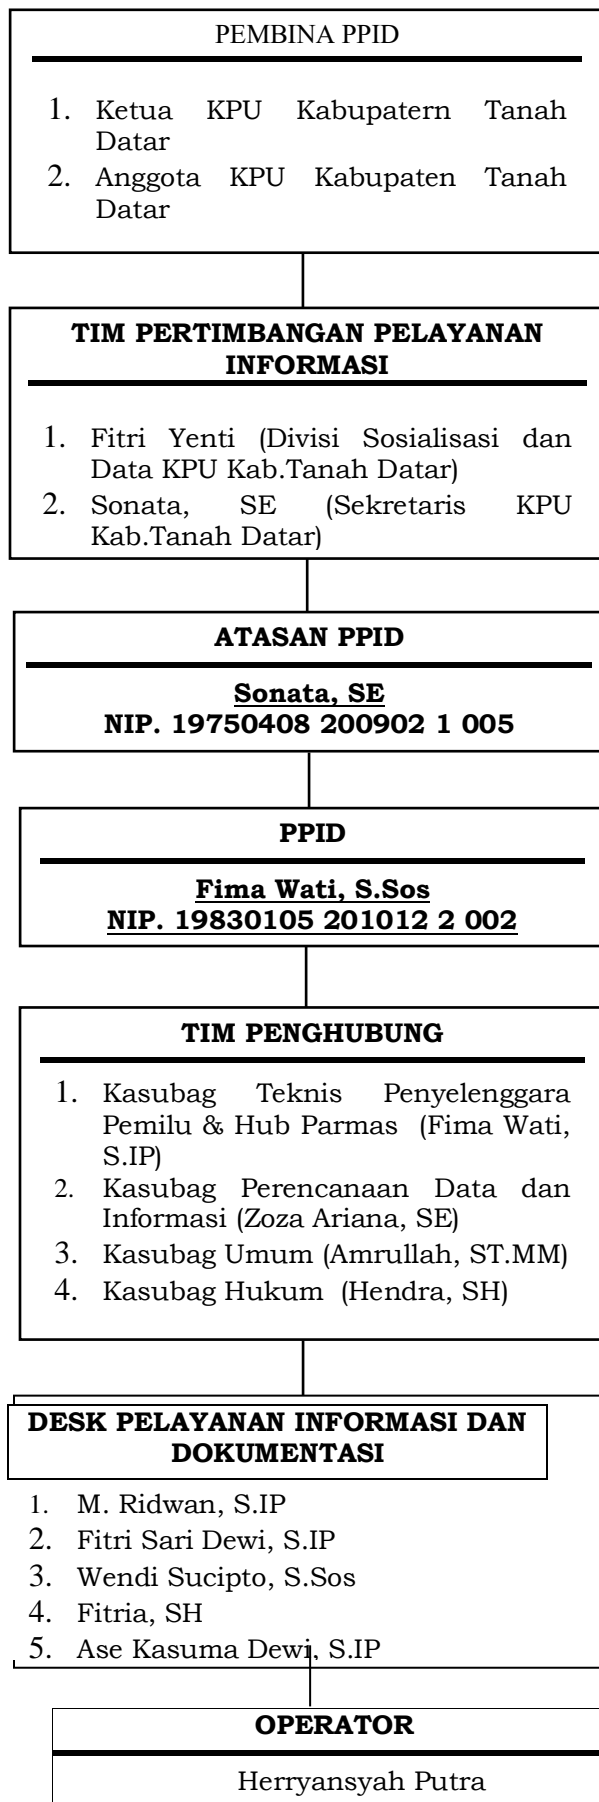 PEMBINA PPID
1. Ketua KPU Kabupatern Tanah
Datar
2. Anggota KPU Kabupaten Tanah
Datar
TIM PERTIMBANGAN PELAYANAN
INFORMASI
1. Fitri Yenti (Divisi Sosialisasi dan
Data KPU Kab.Tanah Datar)
2. Sonata, SE (Sekretaris KPU
Kab.Tanah Datar)
ATASAN PPID
Sonata, SE
NIP. 19750408 200902 1 005
PPID
Fima Wati, S.Sos
NIP. 19830105 201012 2 002
TIM PENGHUBUNG
1. Kasubag Teknis Penyelenggara
Pemilu & Hub Parmas (Fima Wati,
S.IP)
2. Kasubag Perencanaan Data dan
Informasi (Zoza Ariana, SE)
3. Kasubag Umum (Amrullah, ST.MM)
4. Kasubag Hukum (Hendra, SH)
DESK PELAYANAN INFORMASI DAN
DOKUMENTASI
1. M. Ridwan, S.IP
2. Fitri Sari Dewi, S.IP
3. Wendi Sucipto, S.Sos
4. Fitria, SH
5. Ase Kasuma Dewi, S.IP
OPERATOR
Herryansyah Putra